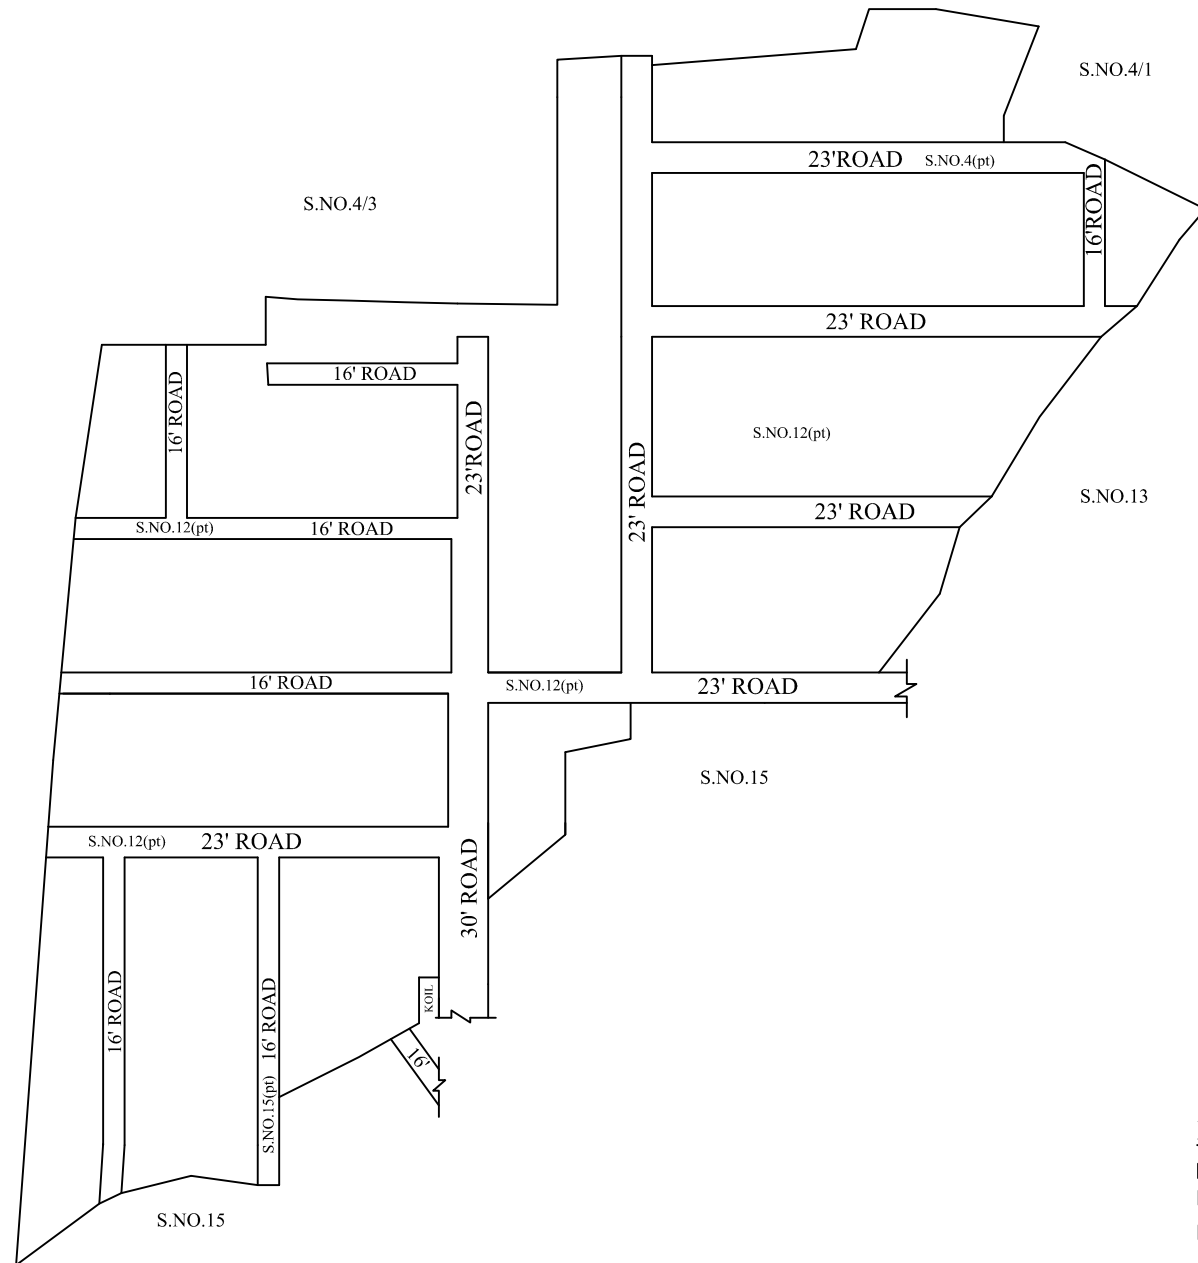 S.NO.4/1
23'ROAD
S.NO.4(pt)
16'ROAD
S.NO.4/3
23' ROAD
16' ROAD
16' ROAD
23'ROAD
S.NO.12(pt)
23' ROAD
S.NO.13
23' ROAD
S.NO.12(pt)
16' ROAD
16' ROAD
S.NO.12(pt)
23' ROAD
S.NO.15
S.NO.12(pt)
23' ROAD
30' ROAD
16' ROAD
16' ROAD
KOIL
16'
S.NO.15(pt)
S.NO.15